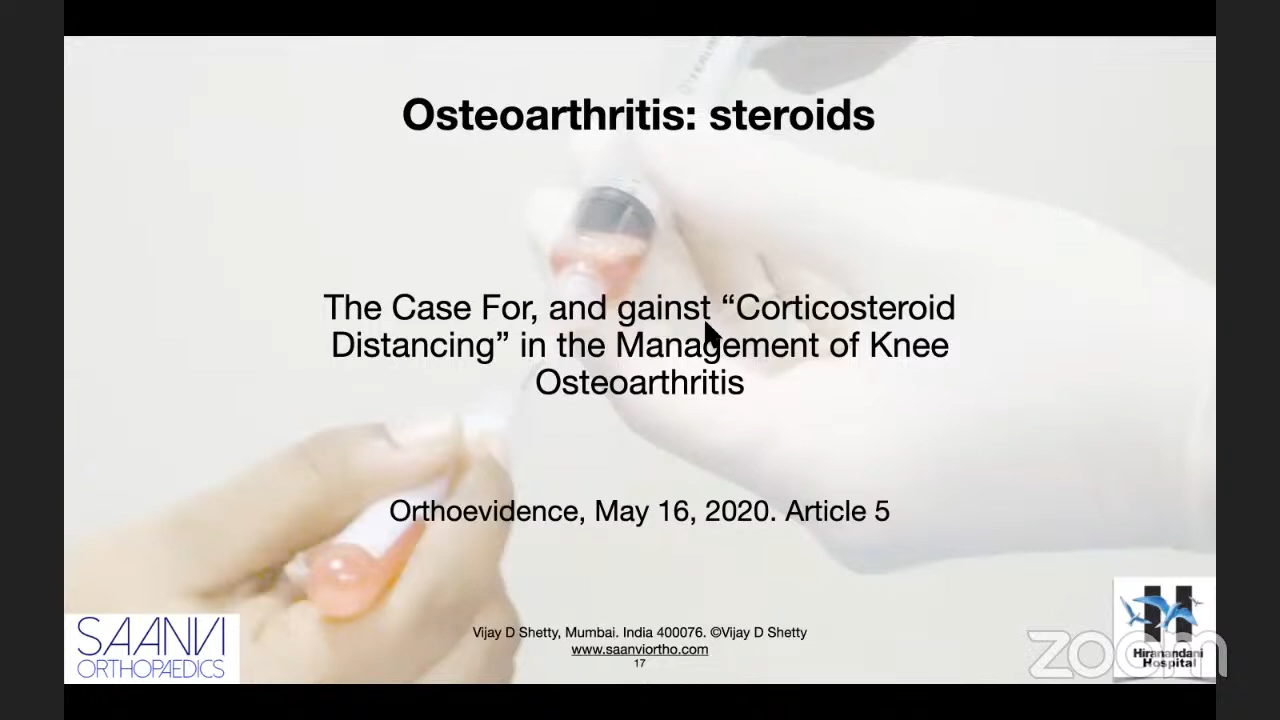 Osteoarthritis: steroids
The Case For, and gainst “Corticosteroid
Distancing” in the Management of Knee
Osteoarthritis
Orthoevidence, May 16, 2020. Article 5
Vijay D Shetty, Mumbai. India 400076. ©Vijay D Shetty
www.saanviortho.com
17
SAANVI
ORTHOPAEDICS
H
Hiranandani
Hospital
zoom